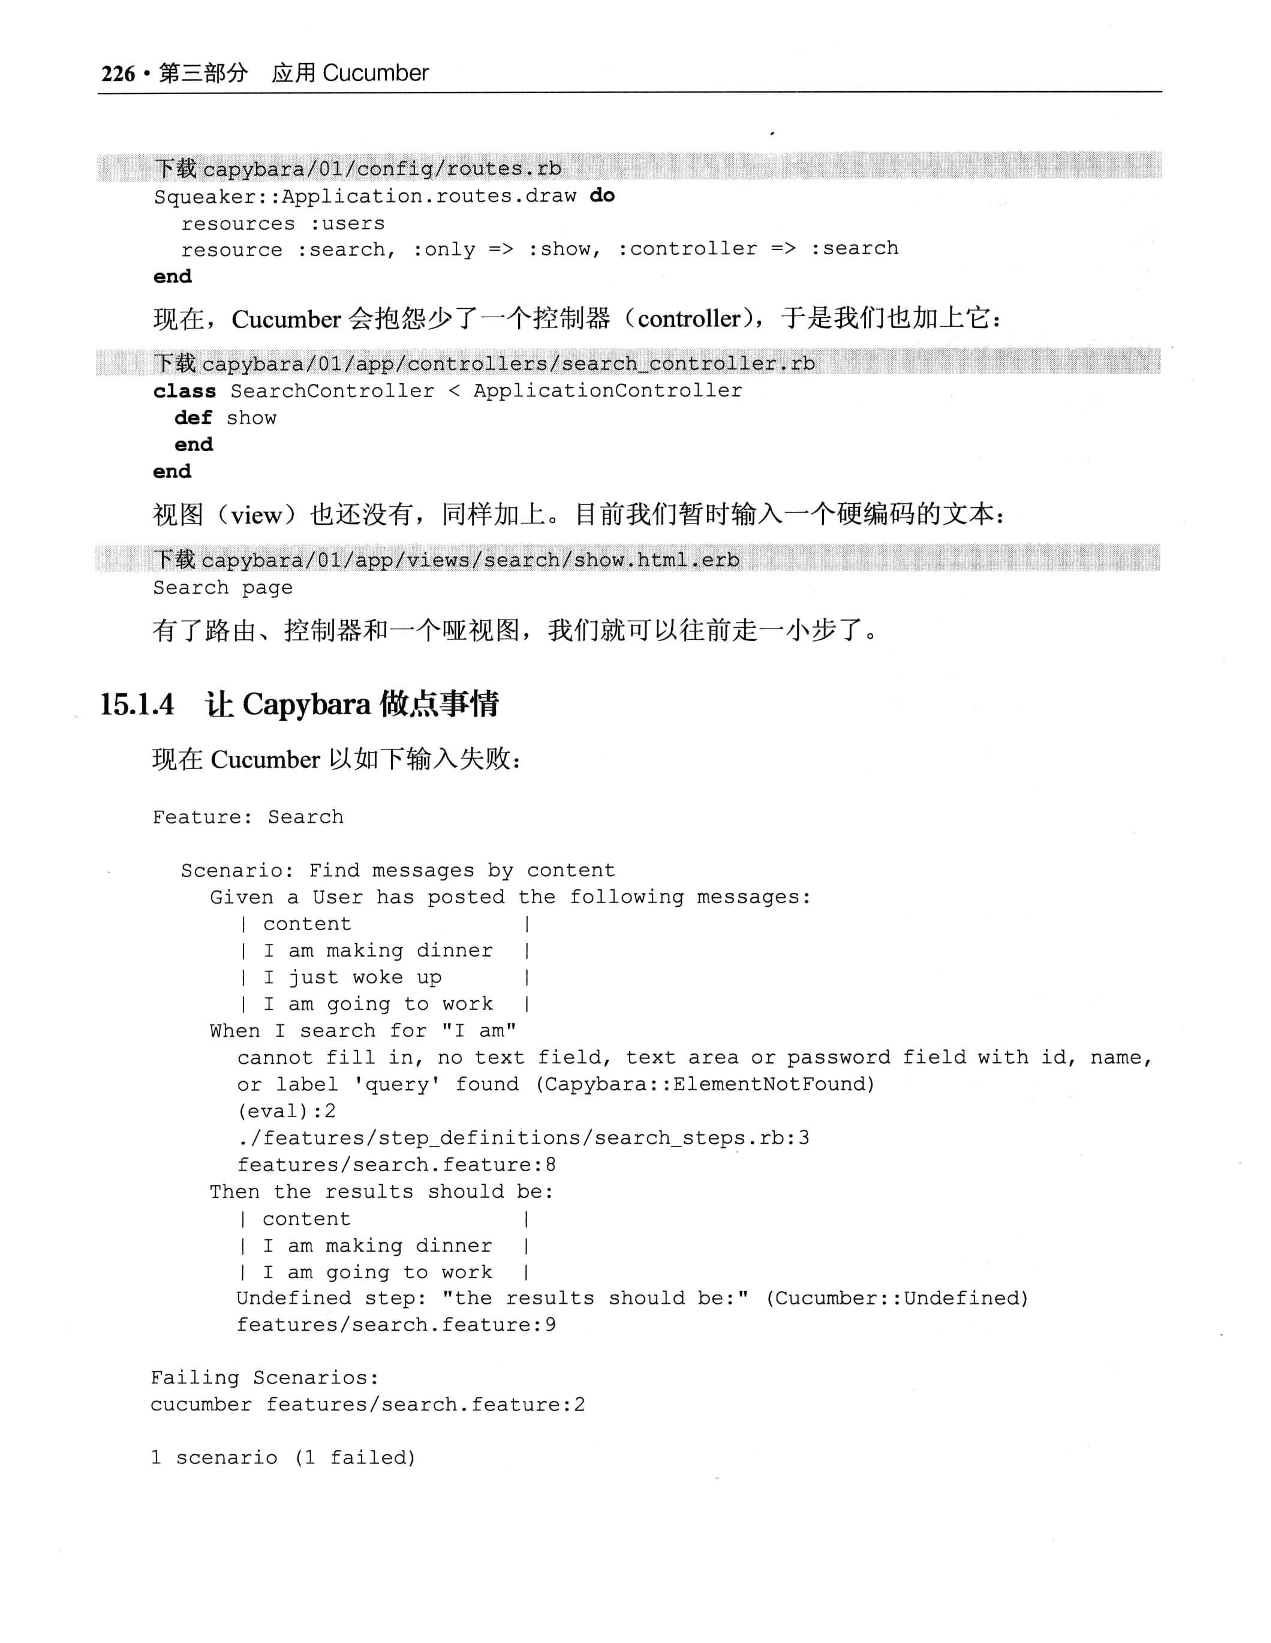 226·第三部分　应用 Cucumber
下载 capybara/01/config/routes.rb
Squeaker::Application.routes.draw do
  resources :users
  resource :search, :only => :show, :controller => :search
end
现在，Cucumber 会抱怨少了一个控制器（controller），于是我们也加上它：
下载 capybara/01/app/controllers/search_controller.rb
class SearchController < ApplicationController
  def show
  end
end
视图（view）也还没有，同样加上。目前我们暂时输入一个硬编码的文本：
下载 capybara/01/app/views/search/show.html.erb
Search page
有了路由、控制器和一个哑视图，我们就可以往前走一小步了。
15.1.4　让 Capybara 做点事情
现在 Cucumber 以如下输入失败：
Feature: Search
  Scenario: Find messages by content
    Given a User has posted the following messages:
      | content            |
      | I am making dinner |
      | I just woke up     |
      | I am going to work |
    When I search for "I am"
      cannot fill in, no text field, text area or password field with id, name,
      or label 'query' found (Capybara::ElementNotFound)
      (eval):2
      ./features/step_definitions/search_steps.rb:3
      features/search.feature:8
    Then the results should be:
      | content            |
      | I am making dinner |
      | I am going to work |
      Undefined step: "the results should be:" (Cucumber::Undefined)
      features/search.feature:9
Failing Scenarios:
cucumber features/search.feature:2
1 scenario (1 failed)